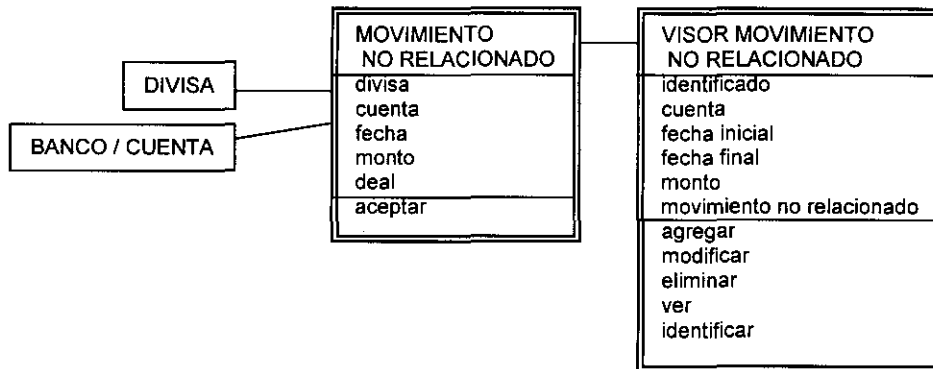 DIVISA
BANCO / CUENTA
MOVIMIENTO
NO RELACIONADO
divisa
cuenta
fecha
monto
deal
aceptar
VISOR MOVIMIENTO
NO RELACIONADO
identificado
cuenta
fecha inicial
fecha final
monto
movimiento no relacionado
agregar
modificar
eliminar
ver
identificar